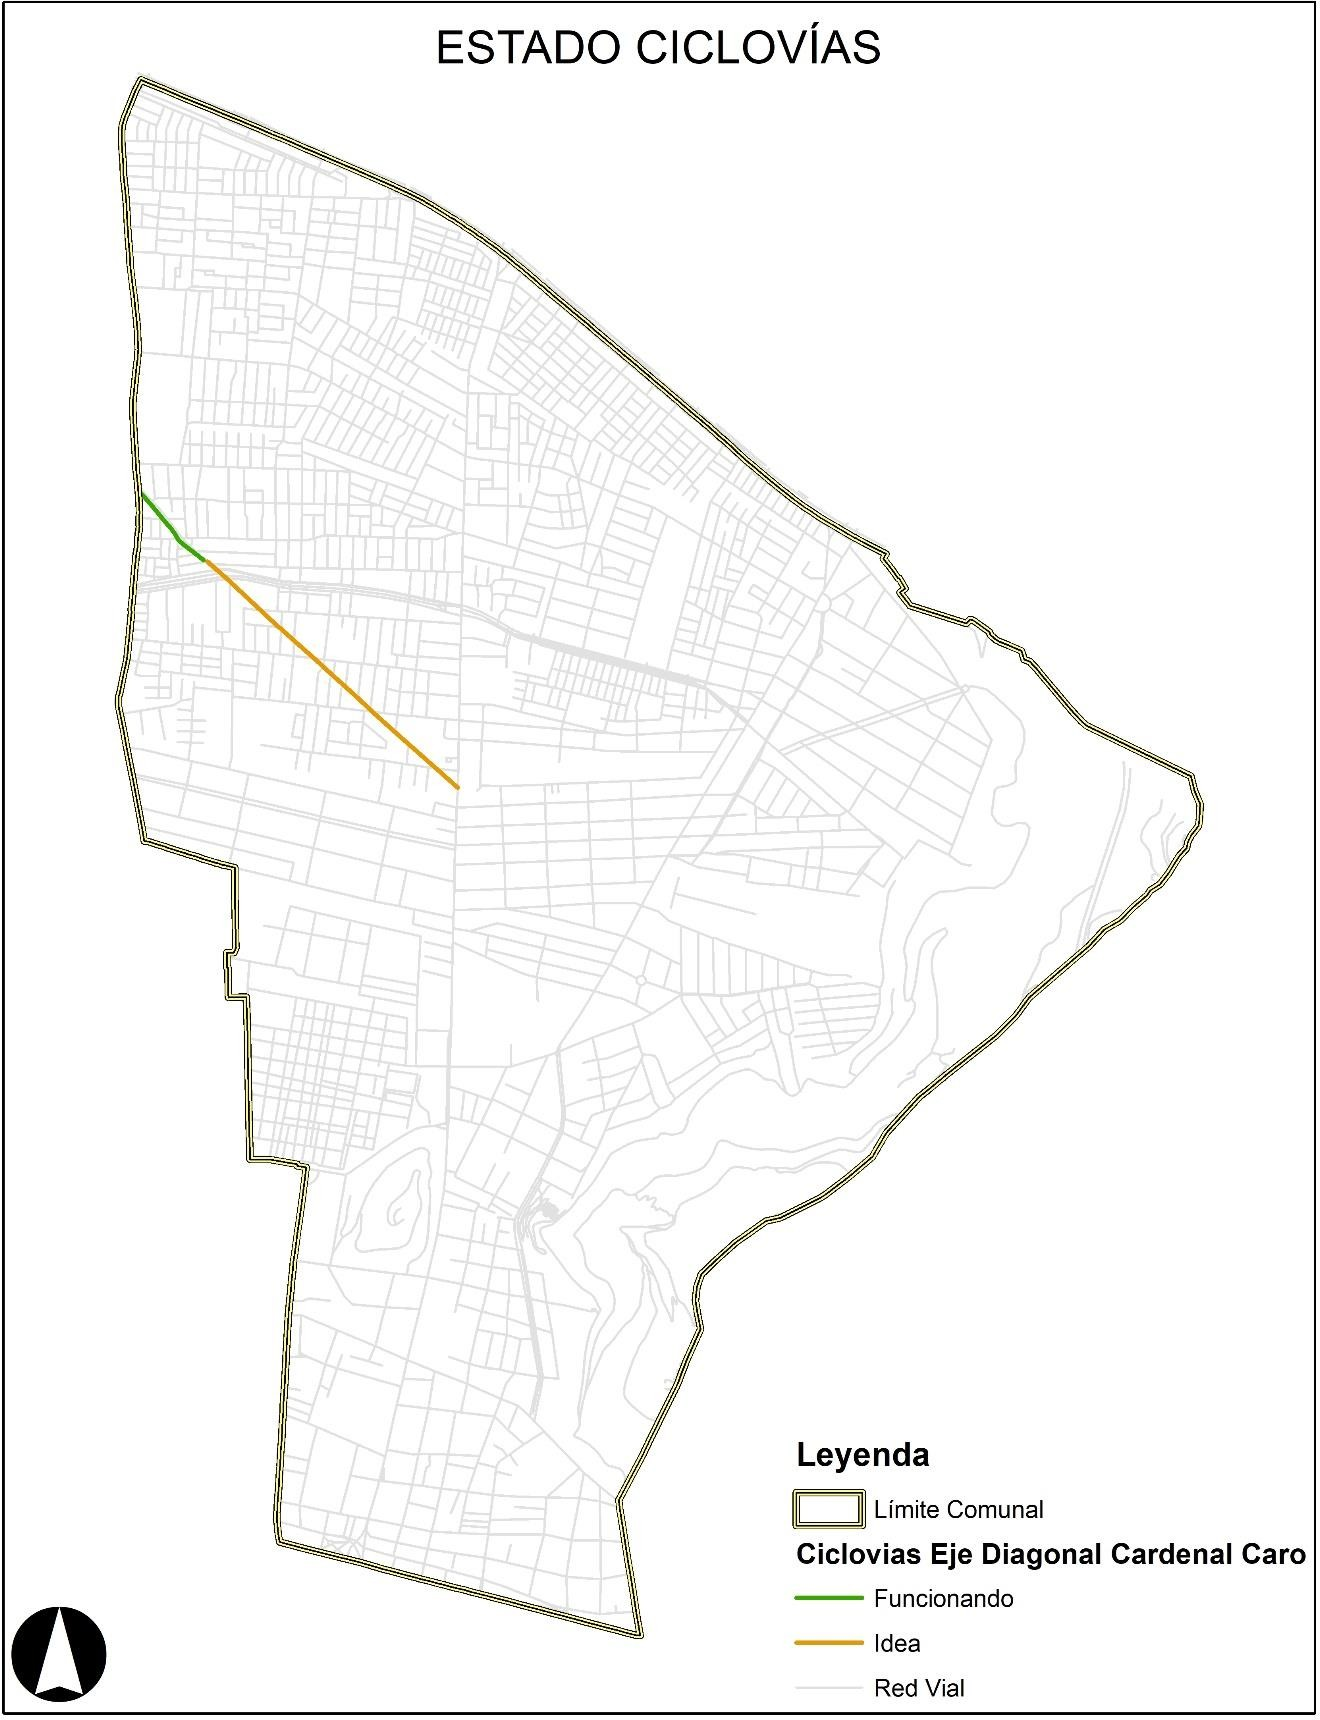 ESTADO CICLOVÍAS
Leyenda
Límite Comunal
Ciclovias Eje Diagonal Cardenal Caro
Funcionando
Idea
Red Vial